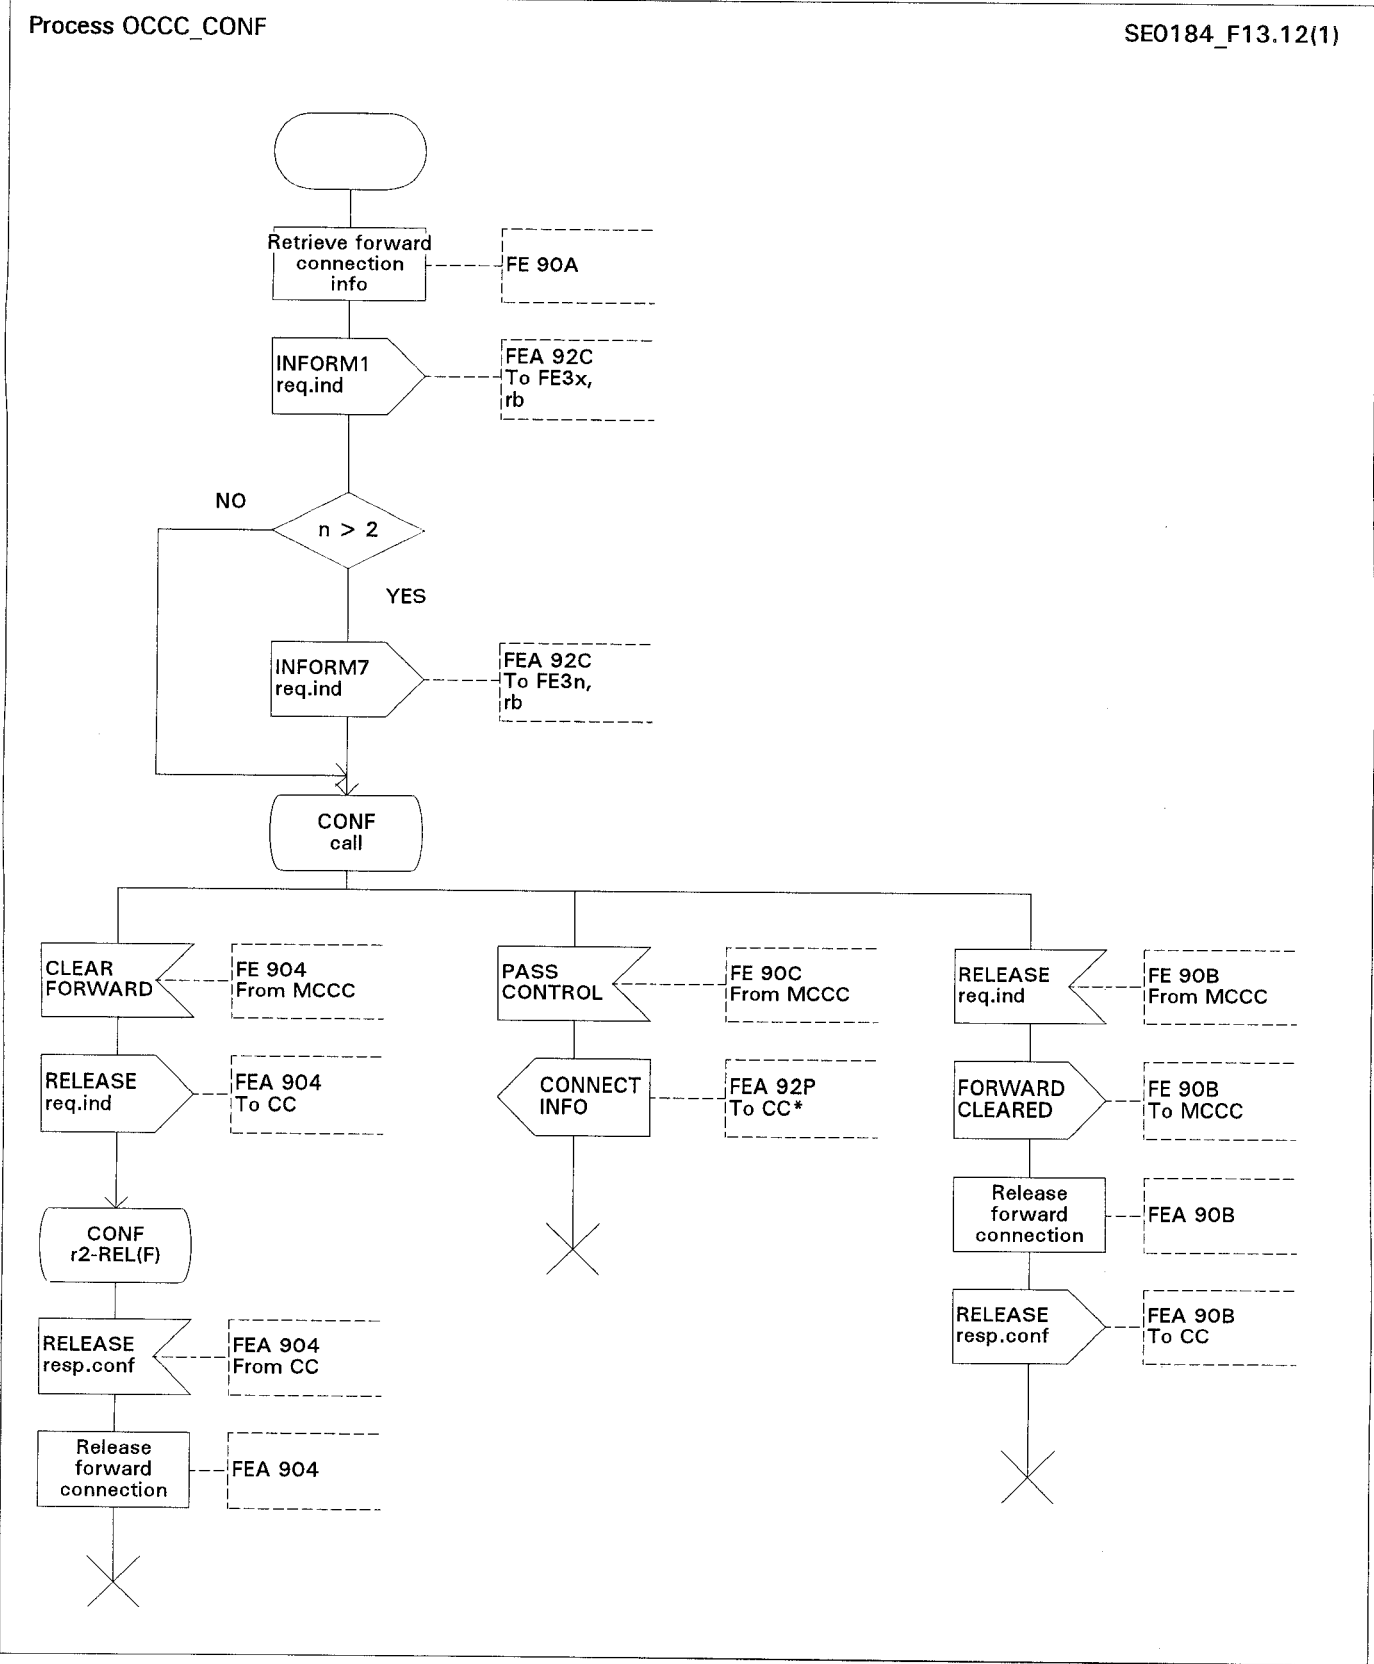 Process OCCC_CONF
SE0184_F13.12(1)
Retrieve forward
connection
info
FE 90A
INFORM1
req.ind
FEA 92C
To FE3x,
rb
NO
n > 2
YES
INFORM7
req.ind
FEA 92C
To FE3n,
rb
CONF
call
CLEAR
FORWARD
FE 904
From MCCC
PASS
CONTROL
FE 90C
From MCCC
RELEASE
req.ind
FE 90B
From MCCC
RELEASE
req.ind
FEA 904
To CC
CONNECT
INFO
FEA 92P
To CC*
FORWARD
CLEARED
FE 90B
To MCCC
CONF
r2-REL(F)
Release
forward
connection
FEA 90B
RELEASE
resp.conf
FEA 904
From CC
RELEASE
resp.conf
FEA 90B
To CC
Release
forward
connection
FEA 904